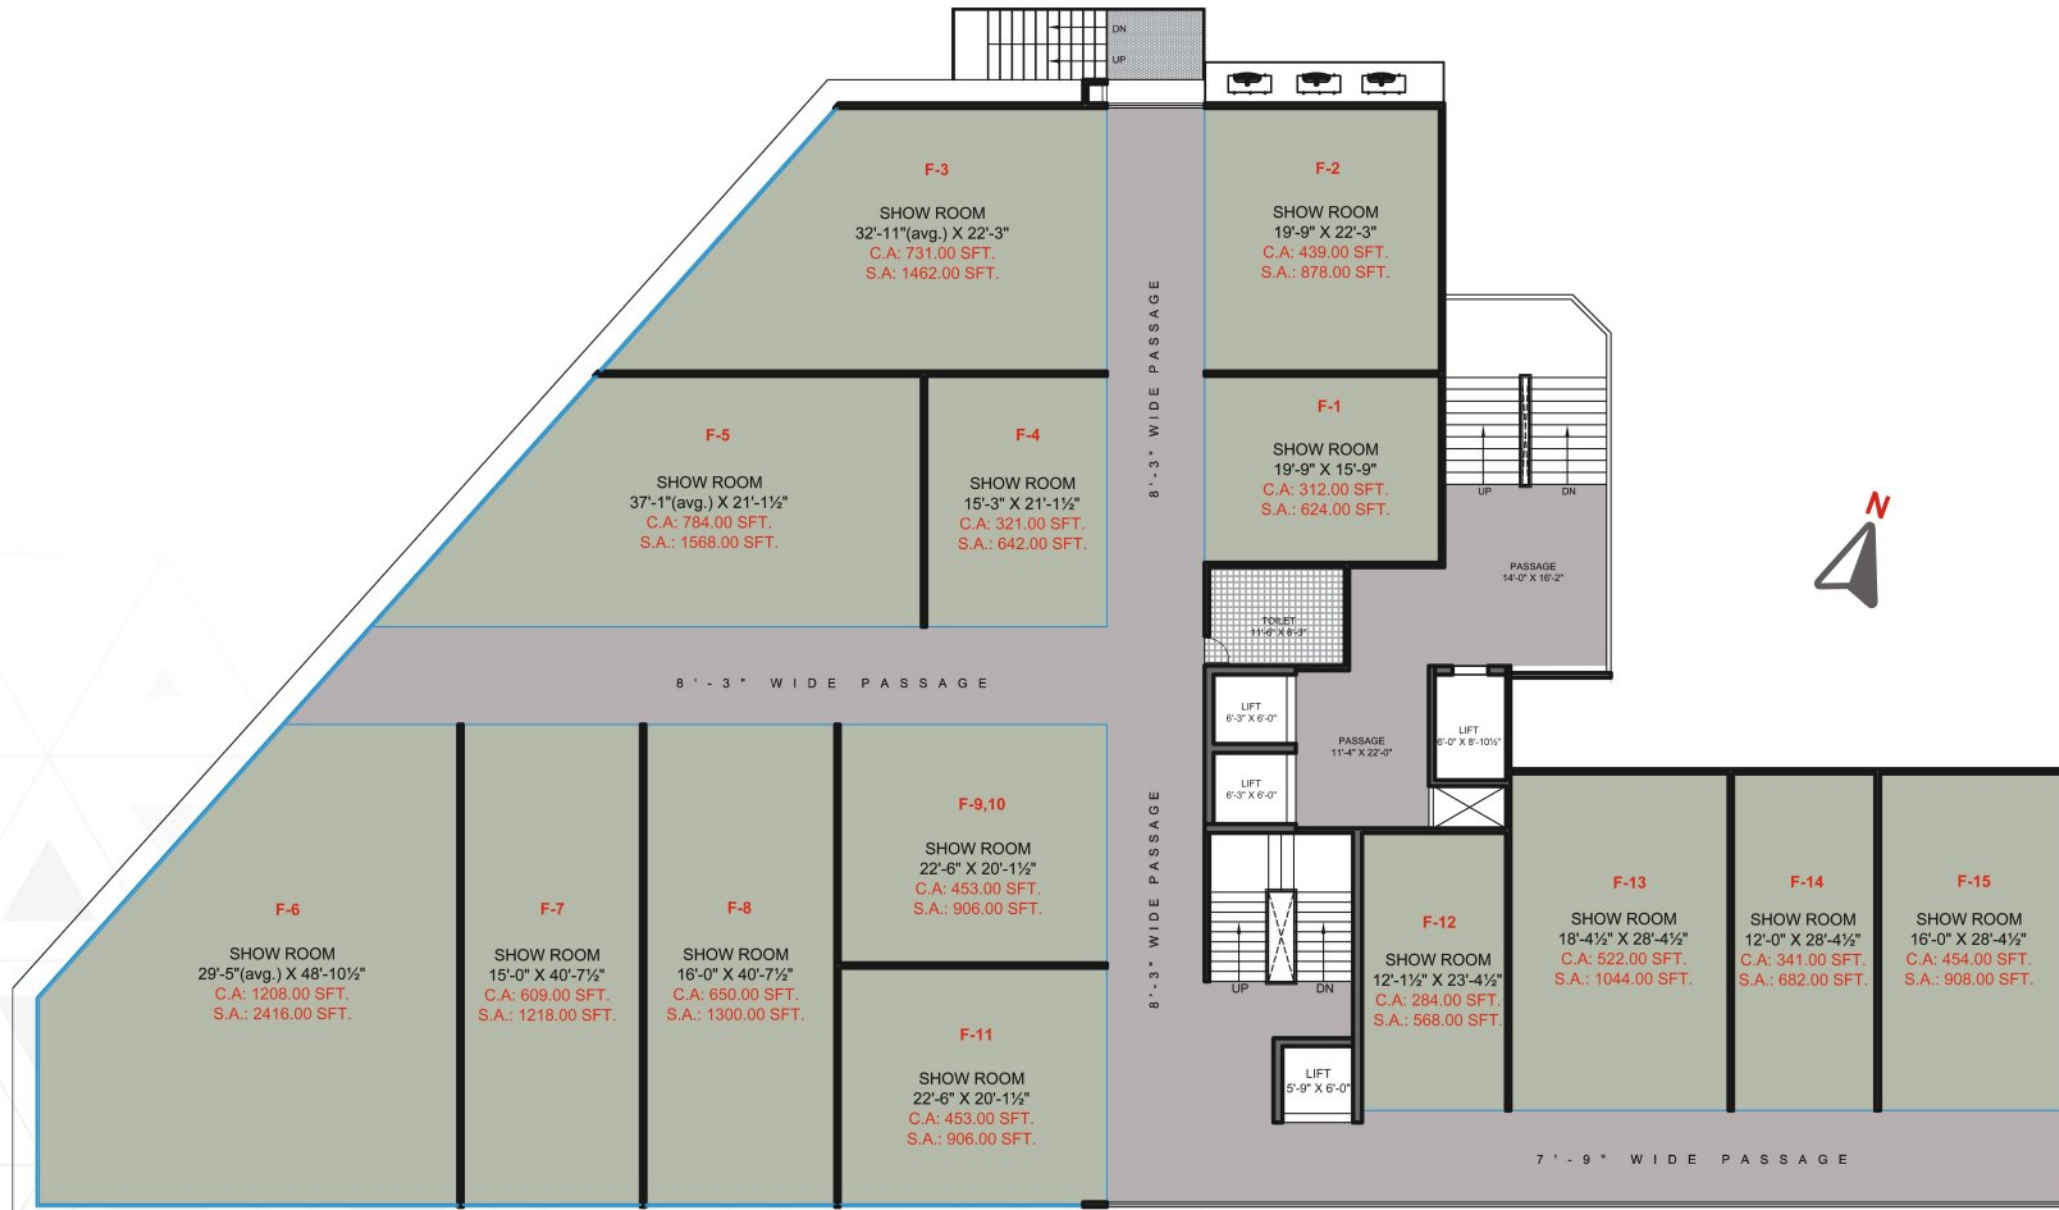 DN
UP
F-3
SHOW ROOM
32'-11"(avg.) X 22'-3"
C.A: 731.00 SFT.
S.A: 1462.00 SFT.
F-2
SHOW ROOM
19'-9" X 22'-3"
C.A: 439.00 SFT.
S.A.: 878.00 SFT.
8'-3" WIDE PASSAGE
F-5
SHOW ROOM
37'-1"(avg.) X 21'-1½"
C.A: 784.00 SFT.
S.A.: 1568.00 SFT.
F-4
SHOW ROOM
15'-3" X 21'-1½"
C.A: 321.00 SFT.
S.A.: 642.00 SFT.
F-1
SHOW ROOM
19'-9" X 15'-9"
C.A: 312.00 SFT.
S.A.: 624.00 SFT.
UP
DN
N
PASSAGE
14'-0" X 16'-2"
TOILET
11'-6" X 8'-3"
8'-3" WIDE PASSAGE
LIFT
6'-3" X 6'-0"
PASSAGE
11'-4" X 22'-0"
LIFT
6'-0" X 8'-10½"
LIFT
6'-3" X 6'-0"
8'-3" WIDE PASSAGE
F-6
SHOW ROOM
29'-5"(avg.) X 48'-10½"
C.A: 1208.00 SFT.
S.A.: 2416.00 SFT.
F-7
SHOW ROOM
15'-0" X 40'-7½"
C.A: 609.00 SFT.
S.A.: 1218.00 SFT.
F-8
SHOW ROOM
16'-0" X 40'-7½"
C.A: 650.00 SFT.
S.A.: 1300.00 SFT.
F-9,10
SHOW ROOM
22'-6" X 20'-1½"
C.A: 453.00 SFT.
S.A.: 906.00 SFT.
F-11
SHOW ROOM
22'-6" X 20'-1½"
C.A: 453.00 SFT.
S.A.: 906.00 SFT.
UP
DN
LIFT
5'-9" X 6'-0"
F-12
SHOW ROOM
12'-1½" X 23'-4½"
C.A: 284.00 SFT.
S.A.: 568.00 SFT.
F-13
SHOW ROOM
18'-4½" X 28'-4½"
C.A: 522.00 SFT.
S.A.: 1044.00 SFT.
F-14
SHOW ROOM
12'-0" X 28'-4½"
C.A: 341.00 SFT.
S.A.: 682.00 SFT.
F-15
SHOW ROOM
16'-0" X 28'-4½"
C.A: 454.00 SFT.
S.A.: 908.00 SFT.
7'-9" WIDE PASSAGE